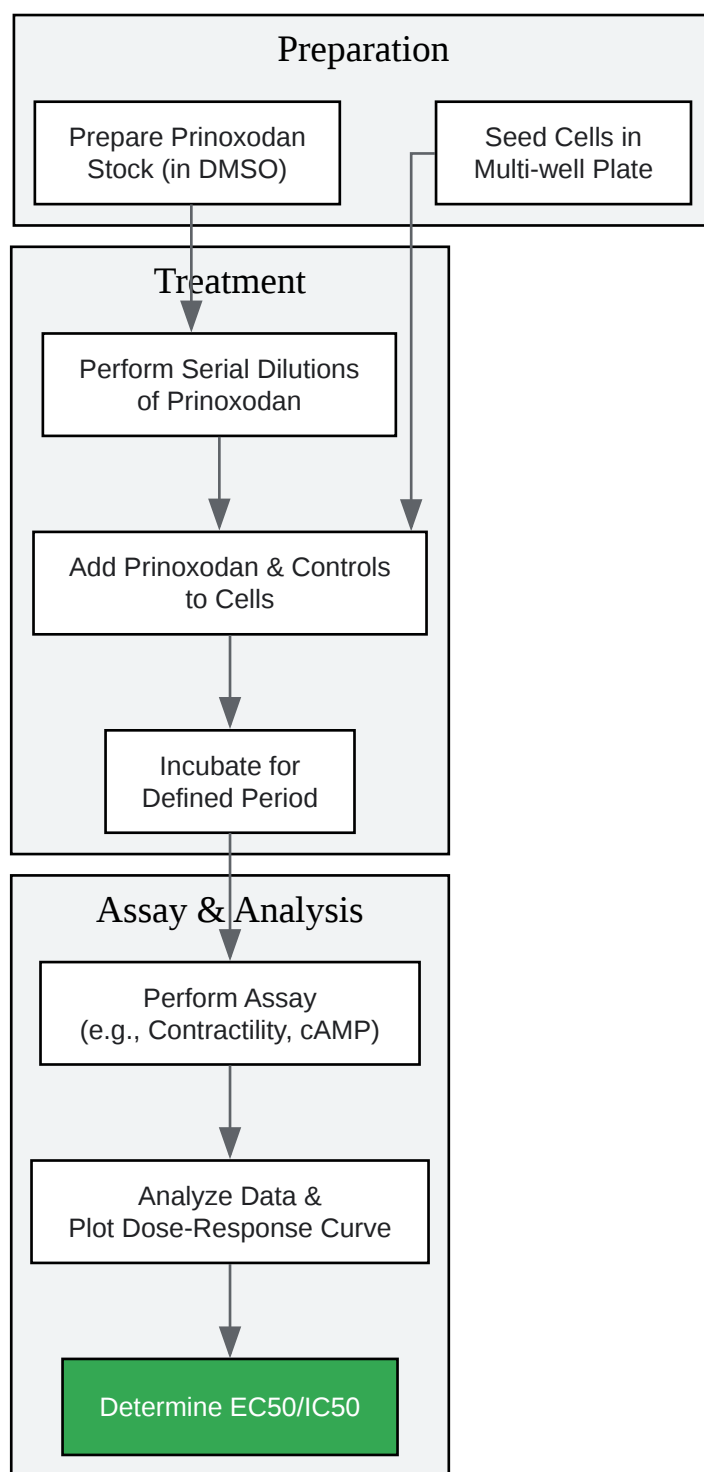 Preparation
Prepare Prinoxodan
Stock (in DMSO)
Seed Cells in
Multi-well Plate
Treatment
Perform Serial Dilutions
of Prinoxodan
Add Prinoxodan & Controls
to Cells
Incubate for
Defined Period
Assay & Analysis
Perform Assay
(e.g., Contractility, cAMP)
Analyze Data &
Plot Dose-Response Curve
Determine EC50/IC50